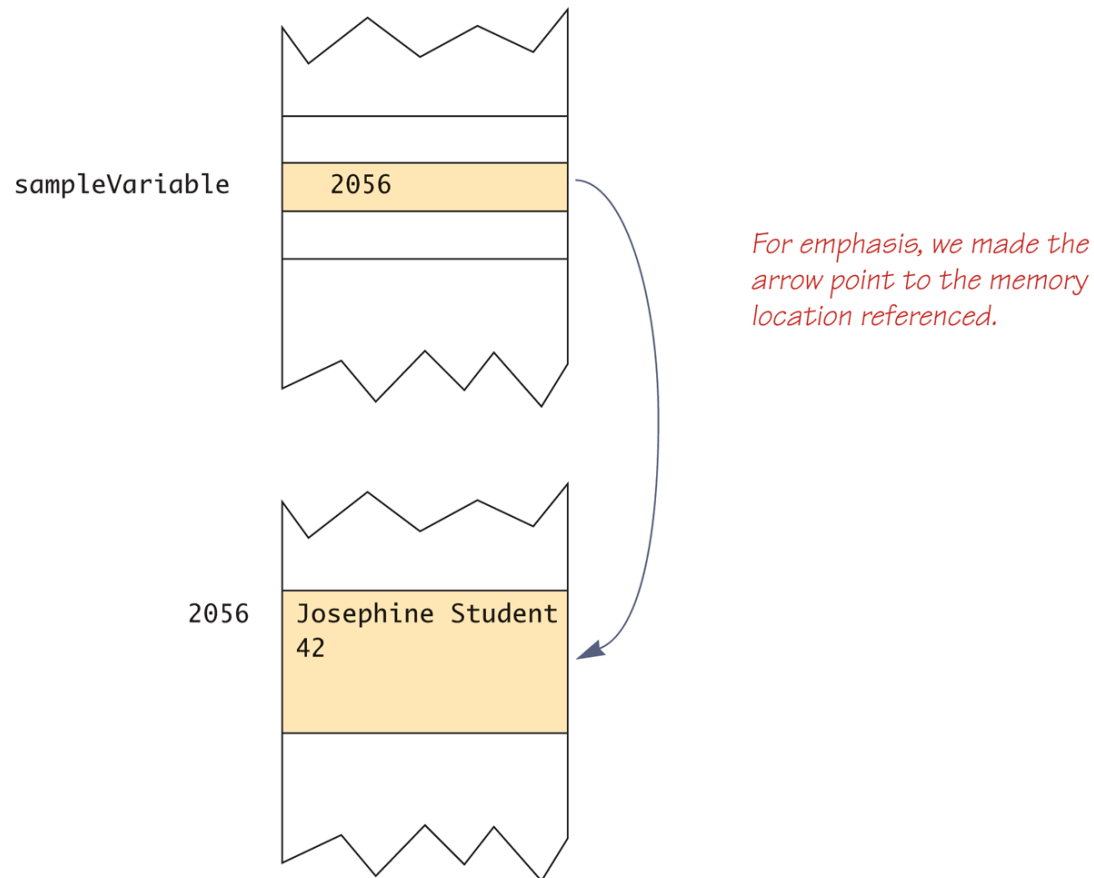 sampleVariable 2056
For emphasis, we made the
arrow point to the memory
location referenced.
2056 Josephine Student
42